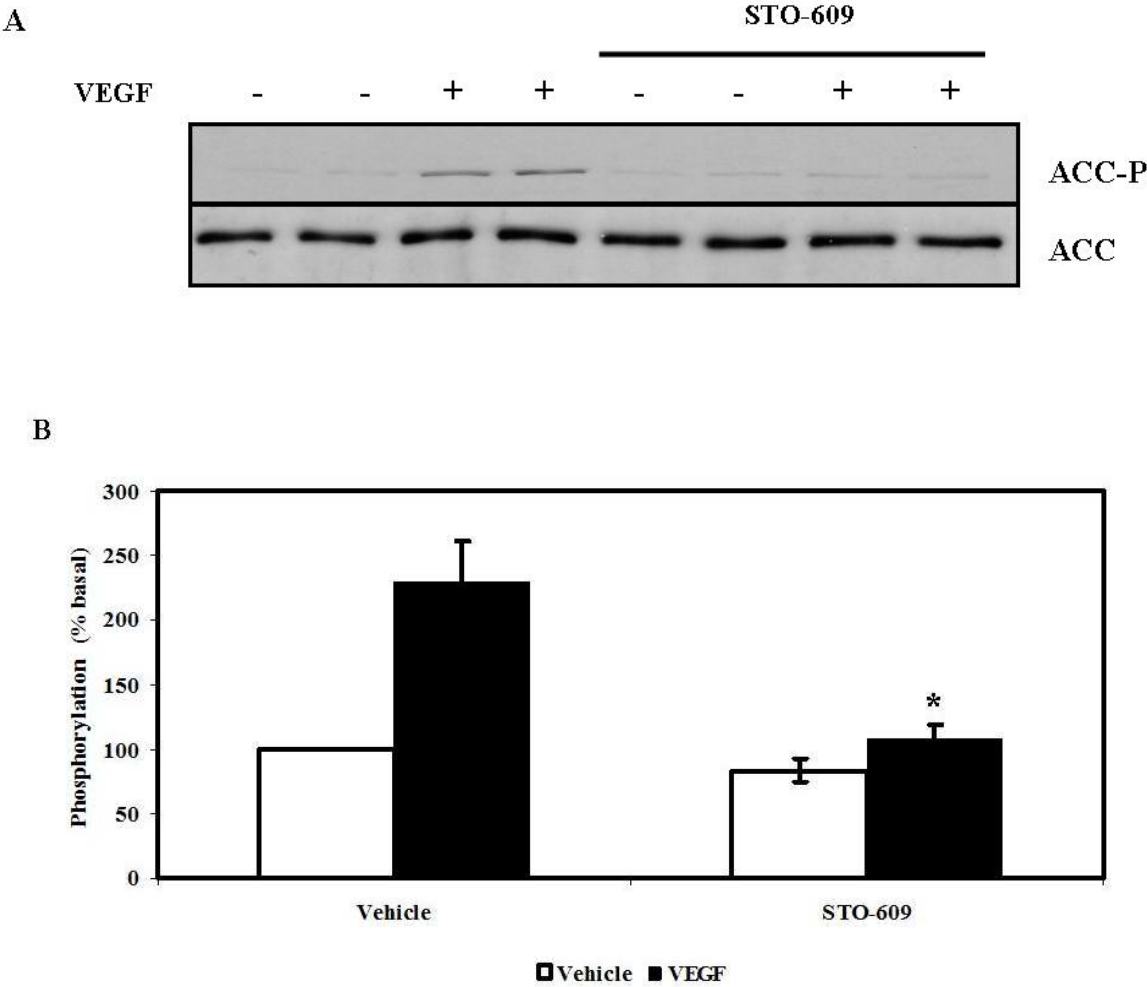 A
STO-609
VEGF - - + + - - + +
ACC-P
ACC
B
300
250
200
150
100
50
0
Phosphorylation (% basal)
*
Vehicle STO-609
Vehicle VEGF